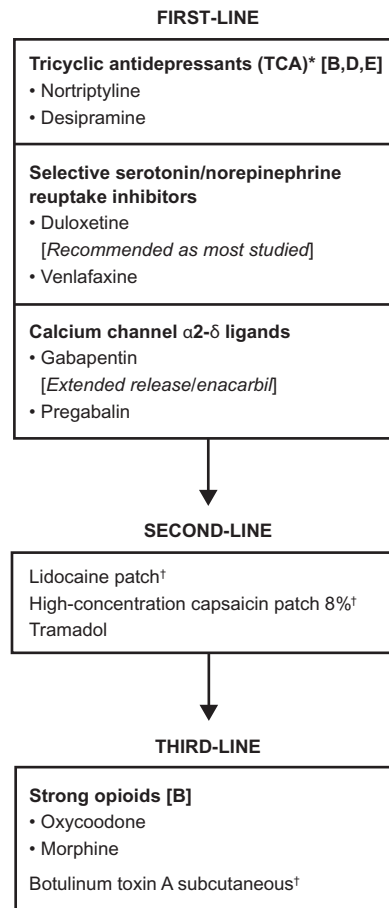 FIRST-LINE
Tricyclic antidepressants (TCA)* [B,D,E]
• Nortriptyline
• Desipramine
Selective serotonin/norepinephrine
reuptake inhibitors
• Duloxetine
[Recommended as most studied]
• Venlafaxine
Calcium channel α2-δ ligands
• Gabapentin
[Extended release/enacarbil]
• Pregabalin
SECOND-LINE
Lidocaine patch†
High-concentration capsaicin patch 8%†
Tramadol
THIRD-LINE
Strong opioids [B]
• Oxycoodone
• Morphine
Botulinum toxin A subcutaneous†